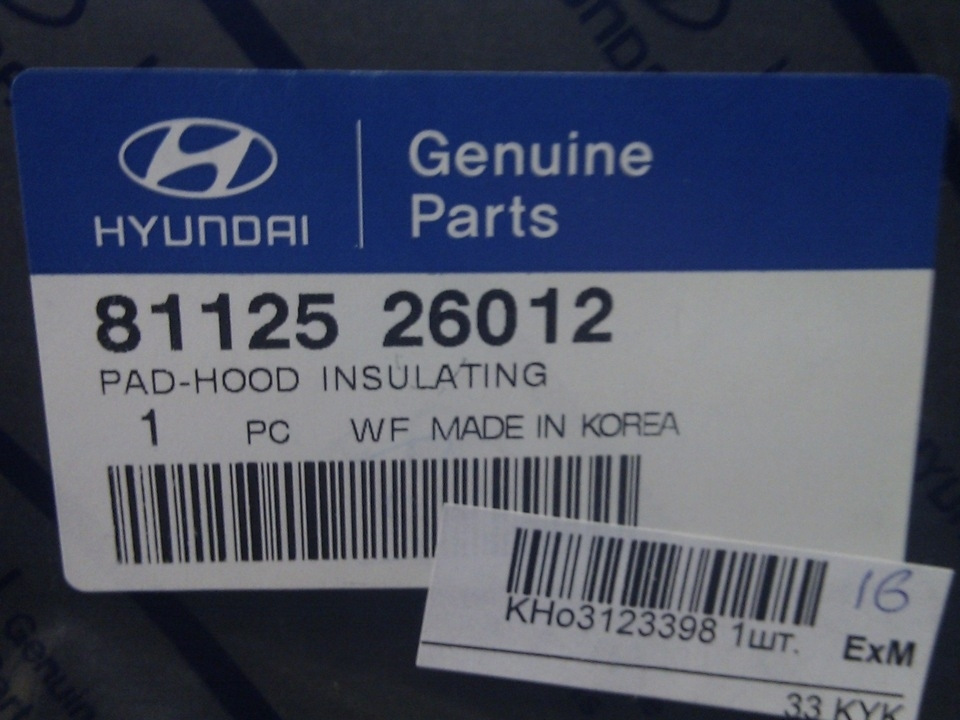 HYUNDAI
Genuine
Parts
81125 26012
PAD-HOOD INSULATING
1 PC WF MADE IN KOREA
16
KHo3123398 1шт.
ExM
33 KYK